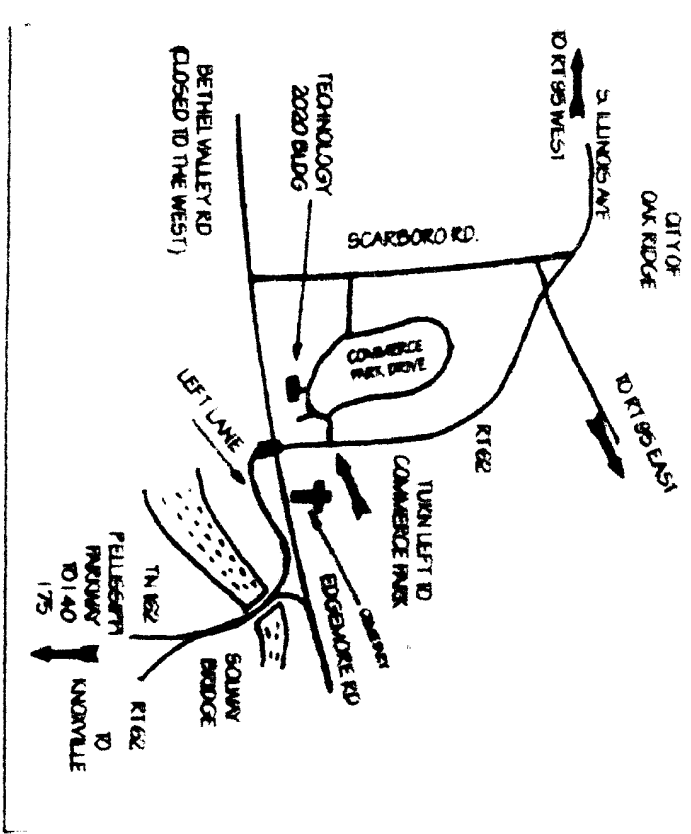 CITY OF
OAK RIDGE
S. ILLINOIS AVE
TO RT 95 WEST
TO RT 95 EAST
SCARBORO RD.
TECHNOLOGY
2020 BLDG
BETHEL VALLEY RD
(CLOSED TO THE WEST)
COMMERCE
PARK DRIVE
RT 62
TURN LEFT TO
COMMERCE PARK
LEFT LANE
CEMETARY
EDGEMORE RD
SOLWAY
BRIDGE
TN 162
PELLISSIPPI
PARKWAY
TO I 40
I 75
RT 62
TO
KNOXVILLE